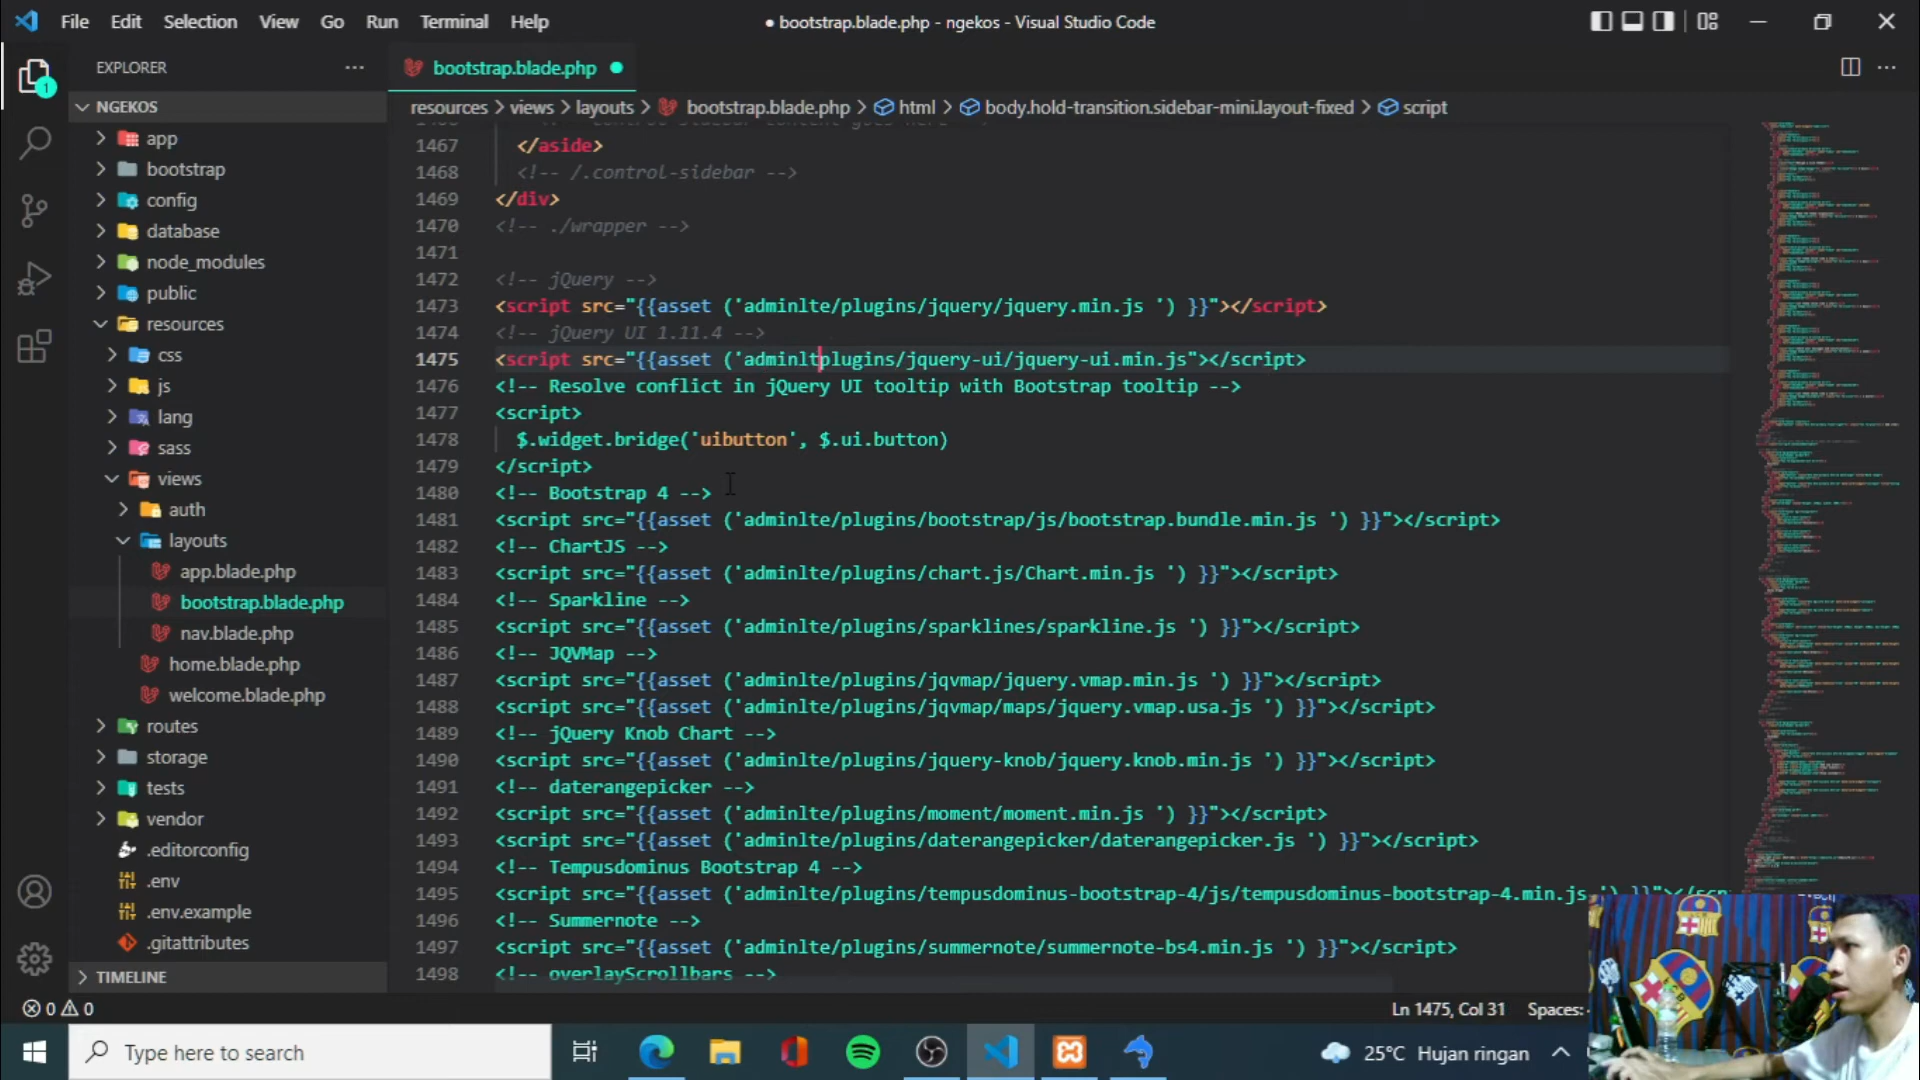 File Edit Selection View Go Run Terminal Help
● bootstrap.blade.php - ngekos - Visual Studio Code
EXPLORER
bootstrap.blade.php
1
NGEKOS
resources > views > layouts > bootstrap.blade.php > html > body.hold-transition.sidebar-mini.layout-fixed > script
app
bootstrap
config
database
node_modules
public
resources
css
js
lang
sass
views
auth
layouts
app.blade.php
bootstrap.blade.php
nav.blade.php
home.blade.php
welcome.blade.php
routes
storage
tests
vendor
.editorconfig
.env
.env.example
.gitattributes
TIMELINE
1467 </aside>
1468 <!-- /.control-sidebar -->
1469 </div>
1470 <!-- ./wrapper -->
1471
1472 <!-- jQuery -->
1473 <script src="{{asset ('adminlte/plugins/jquery/jquery.min.js ') }}"></script>
1474 <!-- jQuery UI 1.11.4 -->
1475 <script src="{{asset ('adminltplugins/jquery-ui/jquery-ui.min.js"></script>
1476 <!-- Resolve conflict in jQuery UI tooltip with Bootstrap tooltip -->
1477 <script>
1478 $.widget.bridge('uibutton', $.ui.button)
1479 </script>
1480 <!-- Bootstrap 4 -->
1481 <script src="{{asset ('adminlte/plugins/bootstrap/js/bootstrap.bundle.min.js ') }}"></script>
1482 <!-- ChartJS -->
1483 <script src="{{asset ('adminlte/plugins/chart.js/Chart.min.js ') }}"></script>
1484 <!-- Sparkline -->
1485 <script src="{{asset ('adminlte/plugins/sparklines/sparkline.js ') }}"></script>
1486 <!-- JQVMap -->
1487 <script src="{{asset ('adminlte/plugins/jqvmap/jquery.vmap.min.js ') }}"></script>
1488 <script src="{{asset ('adminlte/plugins/jqvmap/maps/jquery.vmap.usa.js ') }}"></script>
1489 <!-- jQuery Knob Chart -->
1490 <script src="{{asset ('adminlte/plugins/jquery-knob/jquery.knob.min.js ') }}"></script>
1491 <!-- daterangepicker -->
1492 <script src="{{asset ('adminlte/plugins/moment/moment.min.js ') }}"></script>
1493 <script src="{{asset ('adminlte/plugins/daterangepicker/daterangepicker.js ') }}"></script>
1494 <!-- Tempusdominus Bootstrap 4 -->
1495 <script src="{{asset ('adminlte/plugins/tempusdominus-bootstrap-4/js/tempusdominus-bootstrap-4.min.js ') }}"></scr
1496 <!-- Summernote -->
1497 <script src="{{asset ('adminlte/plugins/summernote/summernote-bs4.min.js ') }}"></script>
1498 <!-- overlayScrollbars -->
0 0
Ln 1475, Col 31 Spaces:
Type here to search
25°C Hujan ringan